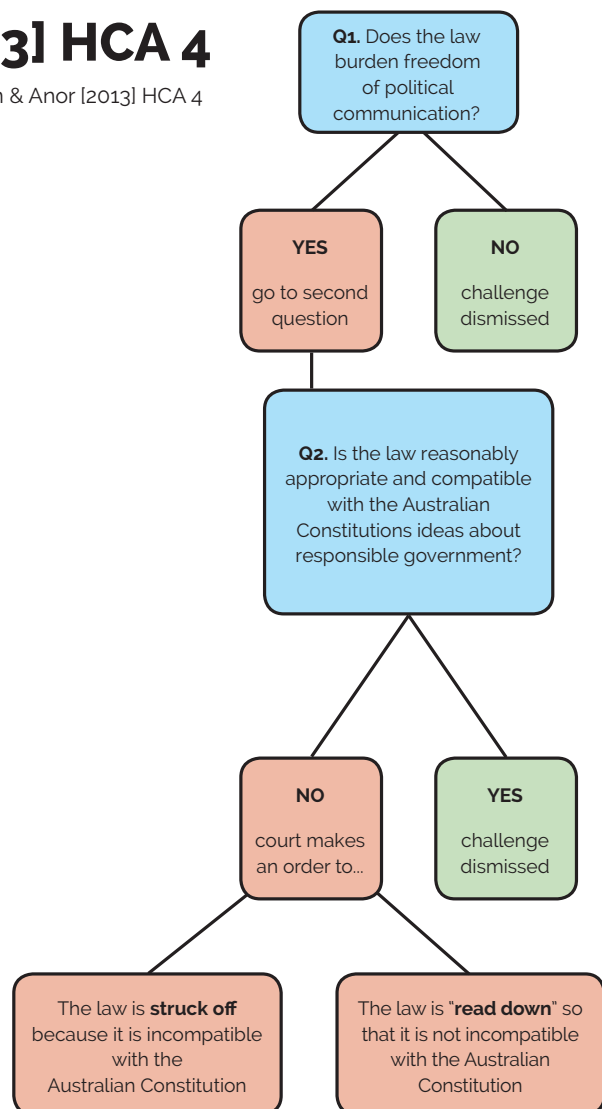 3] HCA 4
& Anor [2013] HCA 4
Q1. Does the law
burden freedom
of political
communication?
YES
go to second
question
NO
challenge
dismissed
Q2. Is the law reasonably
appropriate and compatible
with the Australian
Constitutions ideas about
responsible government?
NO
court makes
an order to...
YES
challenge
dismissed
The law is struck off
because it is incompatible
with the
Australian Constitution
The law is "read down" so
that it is not incompatible
with the Australian
Constitution